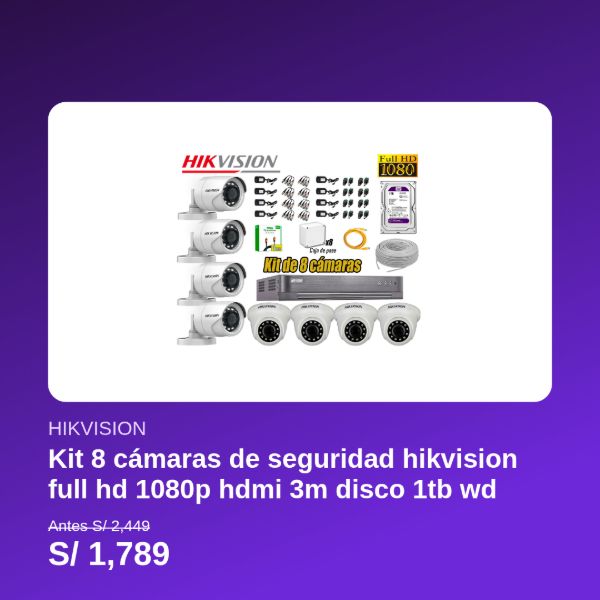 HIKVISION
Full HD
1080
x8
Caja de pase
Kit de 8 cámaras
HIKVISION
Kit 8 cámaras de seguridad hikvision
full hd 1080p hdmi 3m disco 1tb wd
Antes S/ 2,449
S/ 1,789